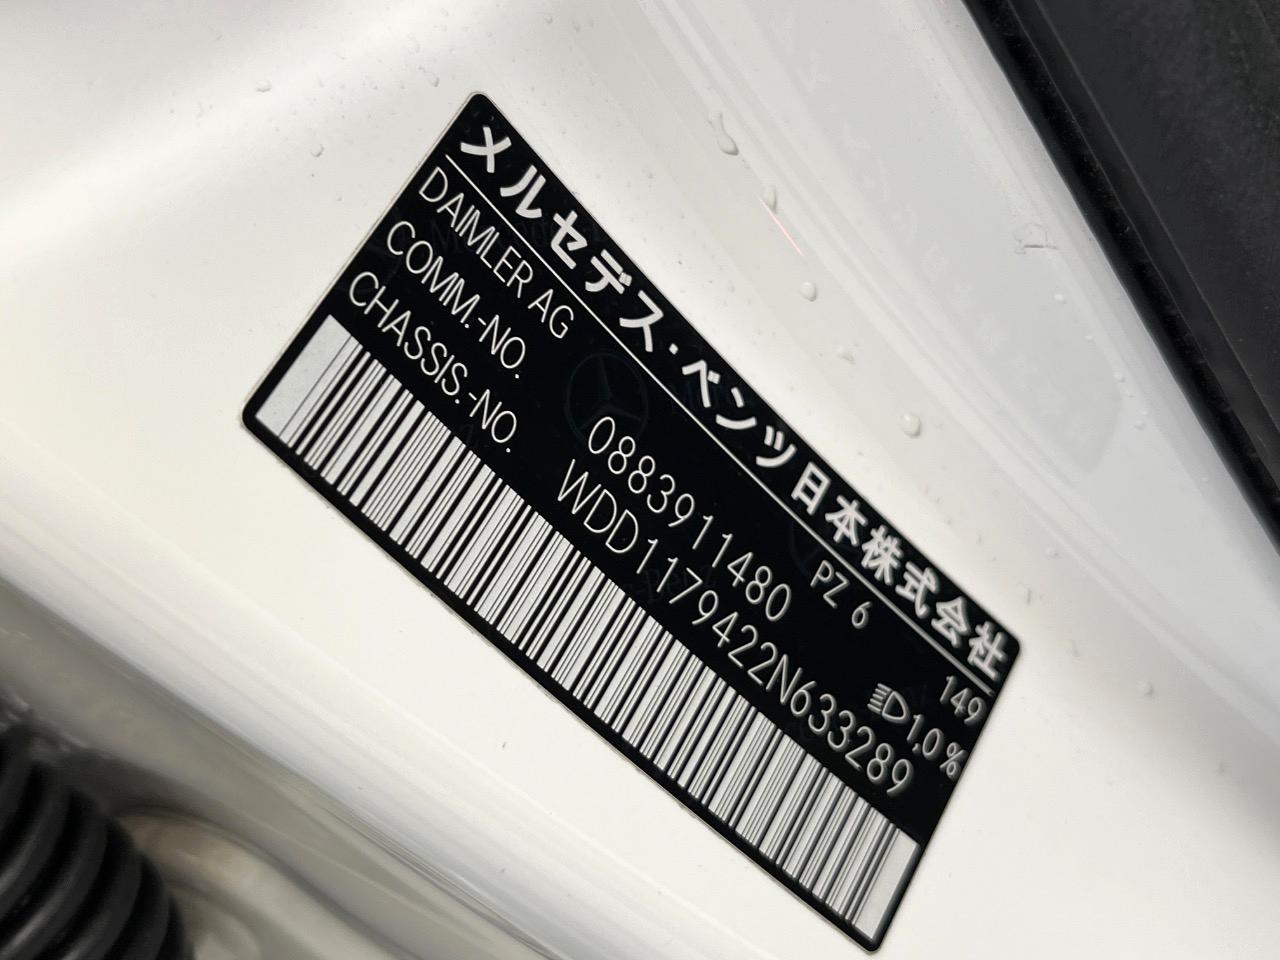 メルセデス・ベンツ日本株式会社
DAIMLER AG PZ 6 149
COMM.-NO. 0883911480 1,0 %
CHASSIS.-NO. WDD1179422N633289